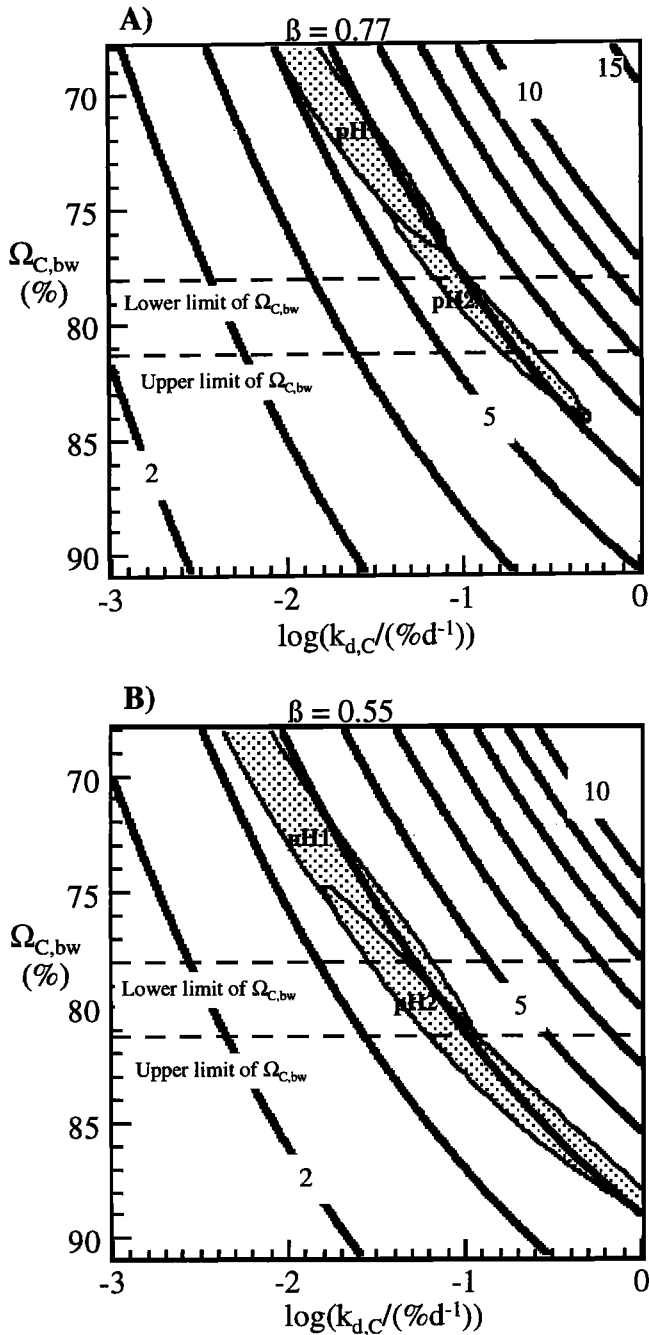 A)
ß = 0.77
15
70
10
pH1
75
Ω_C,bw
(%)
pH2
Lower limit of Ω_C,bw
80
Upper limit of Ω_C,bw
85
5
2
90
-3 -2 -1 0
log(k_d,C/(%d⁻¹))
B)
ß = 0.55
70
10
pH1
75
Ω_C,bw
(%)
Lower limit of Ω_C,bw
pH2
5
80
Upper limit of Ω_C,bw
85
2
90
-3 -2 -1 0
log(k_d,C/(%d⁻¹))